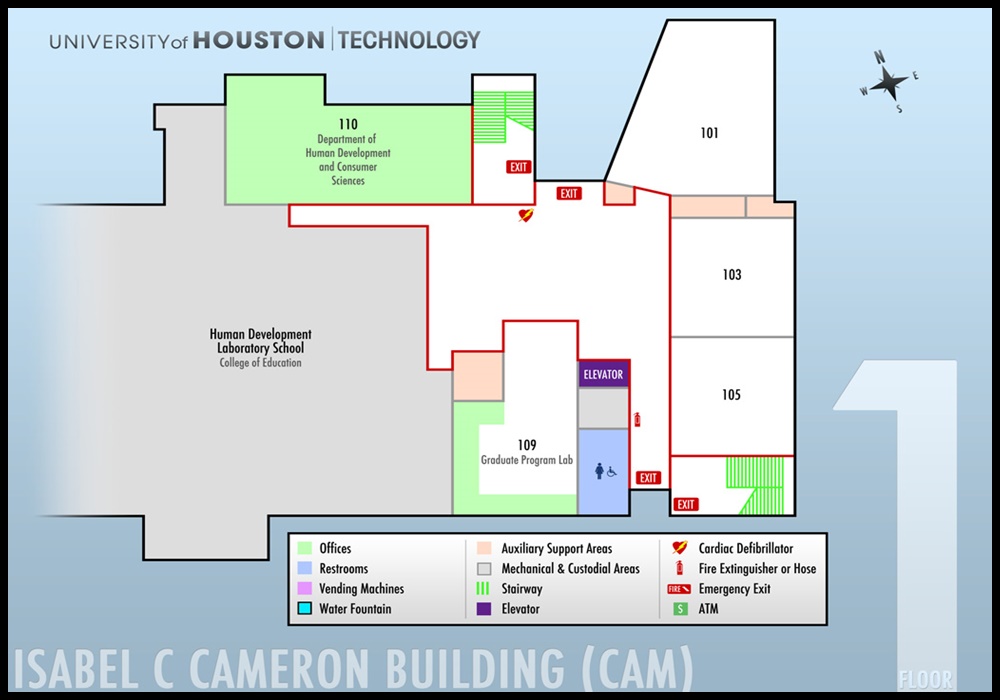 UNIVERSITY of HOUSTON | TECHNOLOGY
N
E
W
S
110
Department of
Human Development
and Consumer
Sciences
101
EXIT
EXIT
103
Human Development
Laboratory School
College of Education
ELEVATOR
105
109
Graduate Program Lab
EXIT
EXIT
Offices
Restrooms
Vending Machines
Water Fountain
Auxiliary Support Areas
Mechanical & Custodial Areas
Stairway
Elevator
Cardiac Defibrillator
Fire Extinguisher or Hose
FIRE Emergency Exit
$ ATM
1
FLOOR
ISABEL C CAMERON BUILDING (CAM)